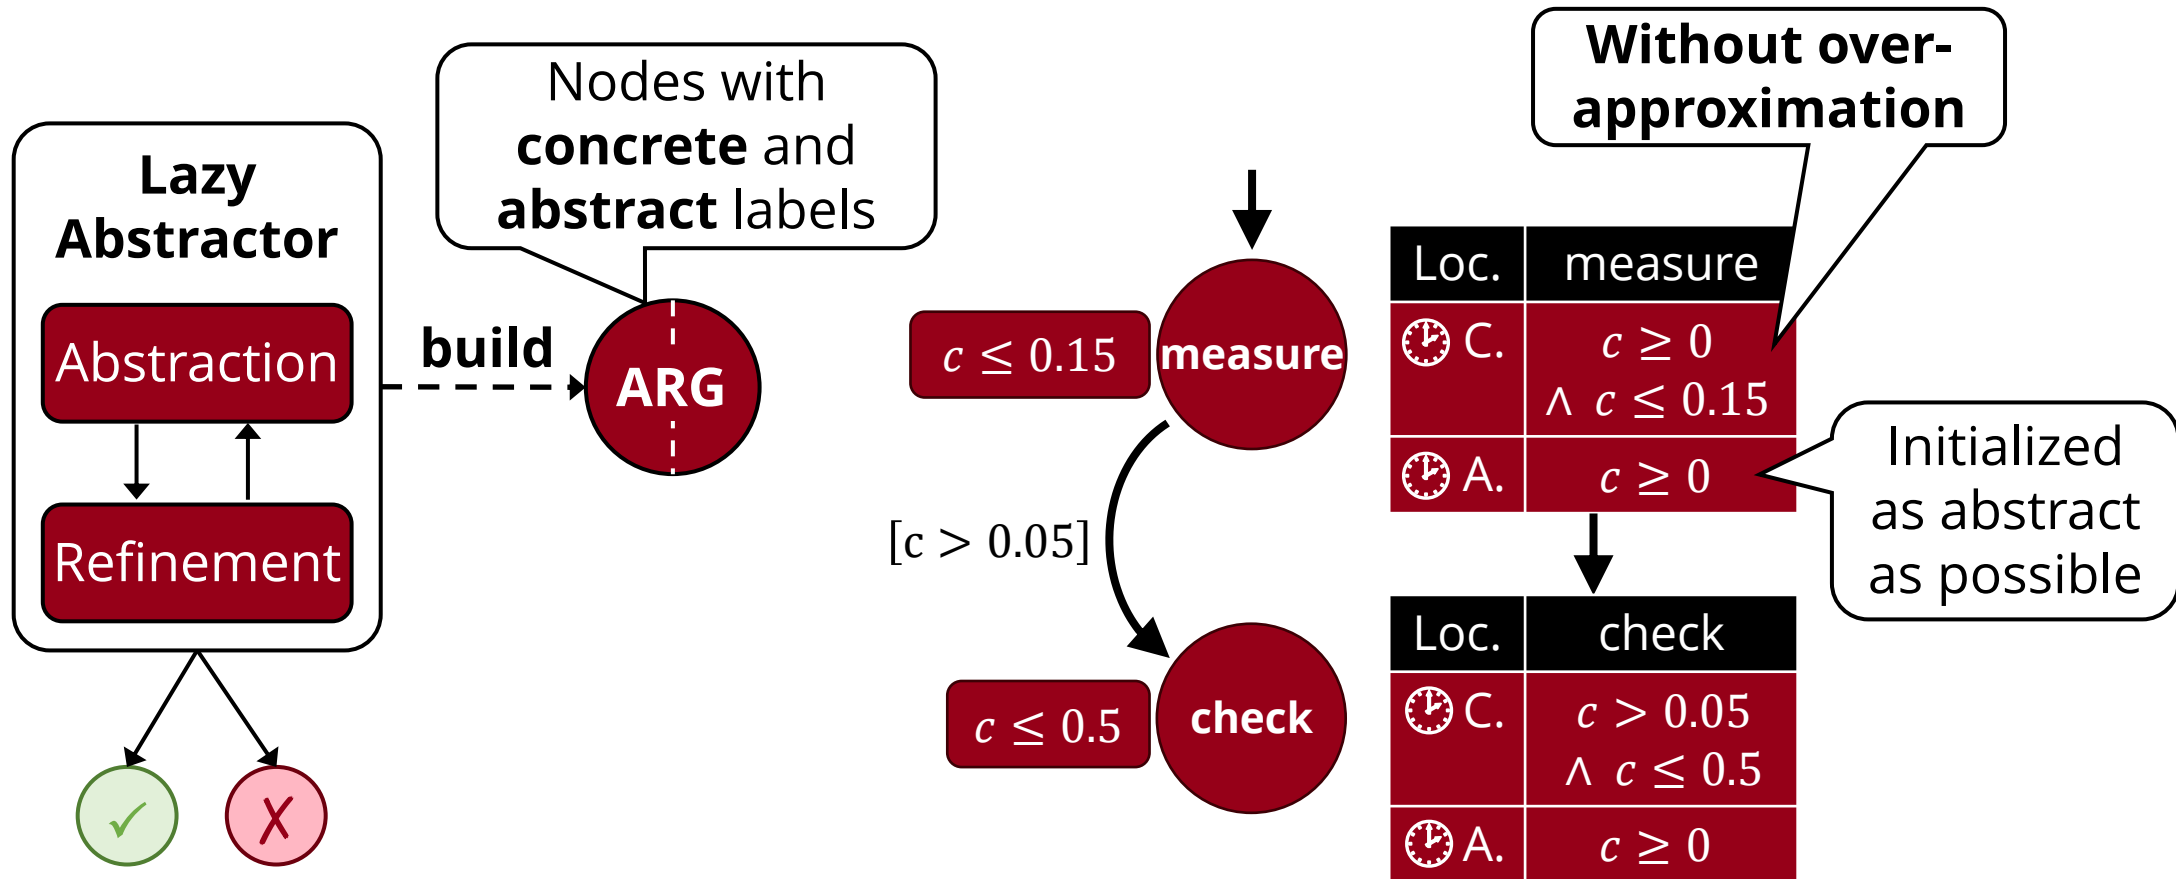 Lazy
Abstractor
Abstraction
Refinement
✓
✗
build
Nodes with
concrete and
abstract labels
ARG
c ≤ 0.15
measure
[c > 0.05]
c ≤ 0.5
check
Without over-
approximation
Loc. measure
C. c ≥ 0
∧ c ≤ 0.15
A. c ≥ 0
Initialized
as abstract
as possible
Loc. check
C. c > 0.05
∧ c ≤ 0.5
A. c ≥ 0